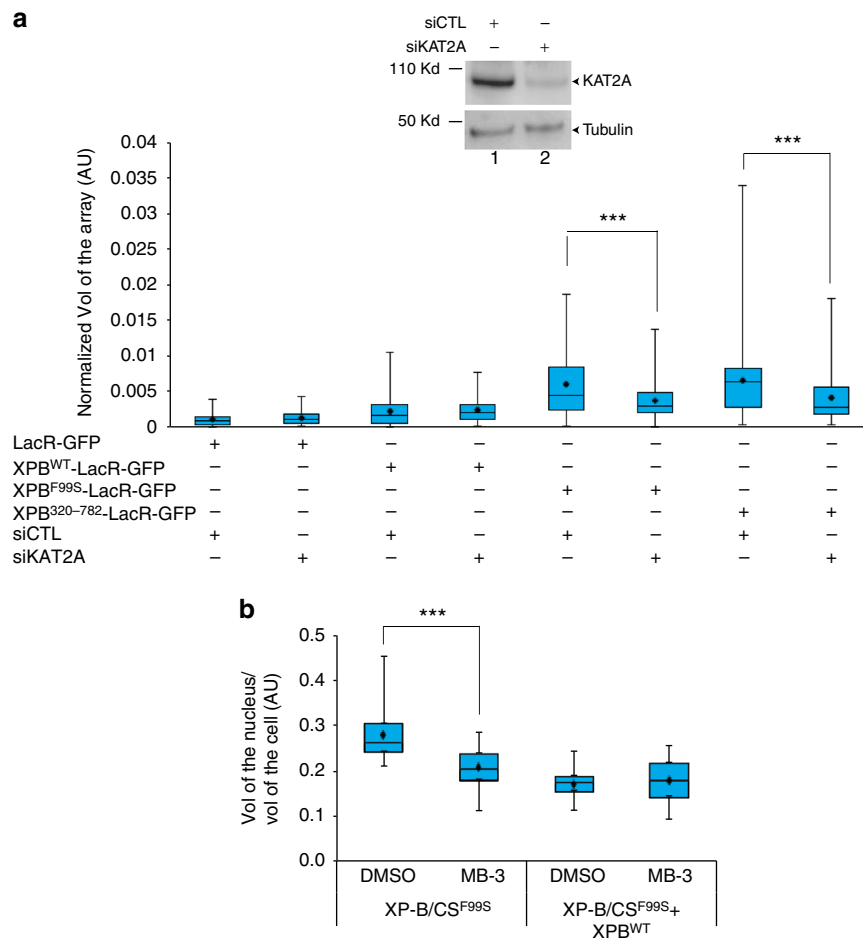 a
siCTL + −
siKAT2A − +
110 Kd
KAT2A
50 Kd
Tubulin
1 2
Normalized Vol of the array (AU)
0.04
0.035
0.03
0.025
0.02
0.015
0.01
0.005
0
***
***
LacR-GFP + + − − − − − −
XPB^WT-LacR-GFP − − + + − − − −
XPB^F99S-LacR-GFP − − − − + + − −
XPB^320–782-LacR-GFP − − − − − − + +
siCTL + − + − + − + −
siKAT2A − + − + − + − +
b
Vol of the nucleus/
vol of the cell (AU)
0.5
0.4
0.3
0.2
0.1
0.0
***
DMSO MB-3 DMSO MB-3
XP-B/CS^F99S XP-B/CS^F99S+
XPB^WT